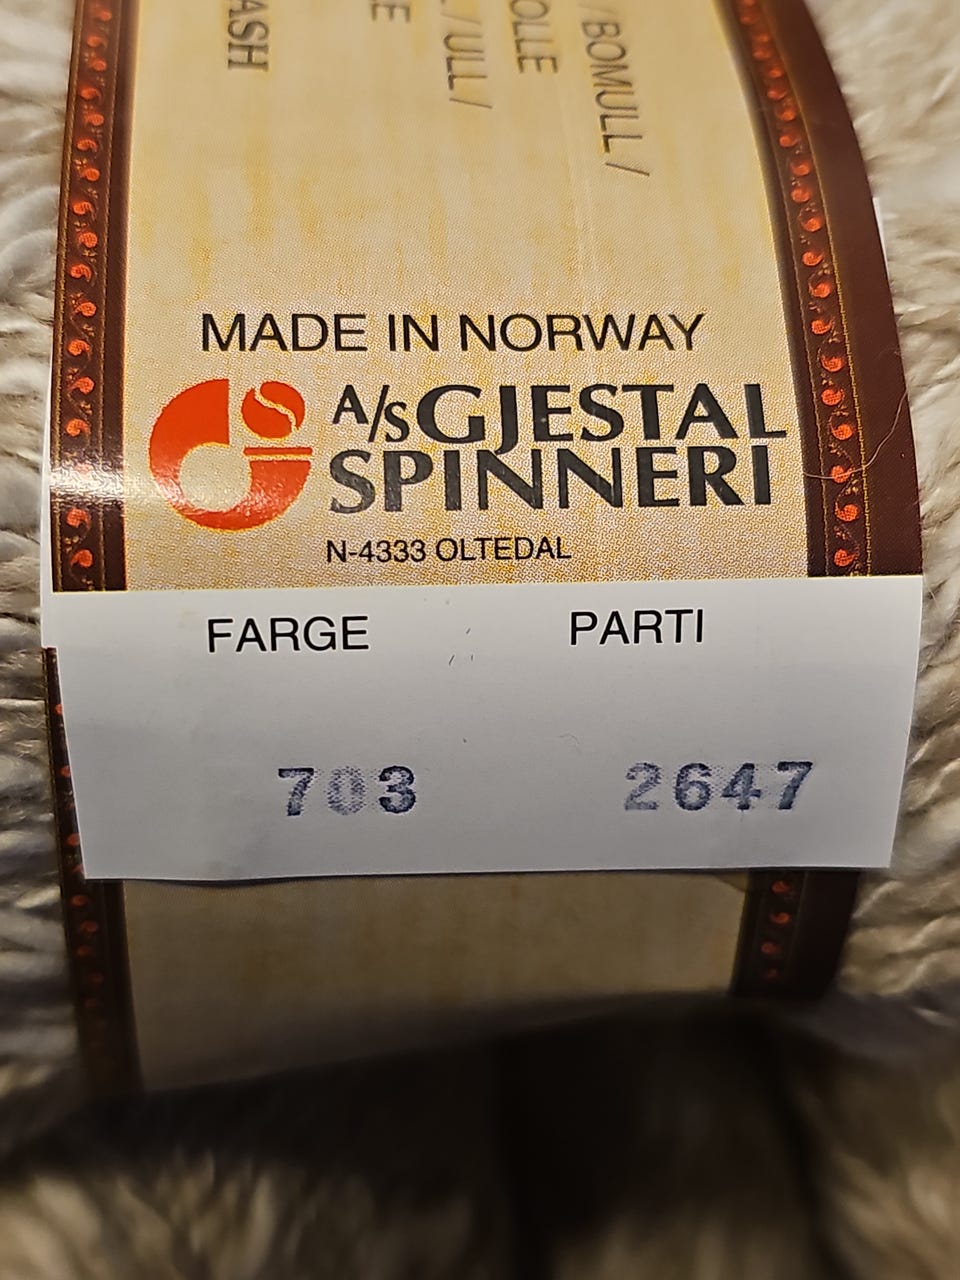 ASH
E
/ULL/
OLLE
/ BOMULL /
MADE IN NORWAY
A/S GJESTAL
SPINNERI
N-4333 OLTEDAL
FARGE PARTI
703 2647